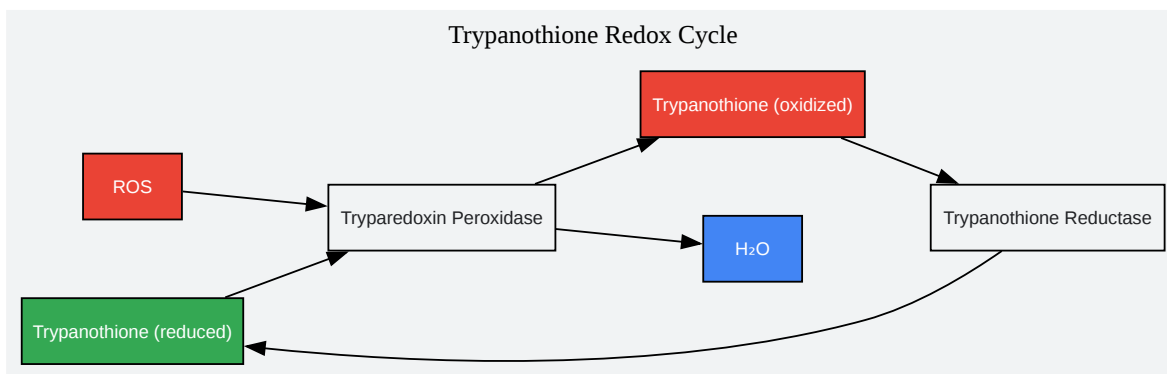 Trypanothione Redox Cycle
Trypanothione (oxidized)
ROS
Tryparedoxin Peroxidase
Trypanothione Reductase
H₂O
Trypanothione (reduced)